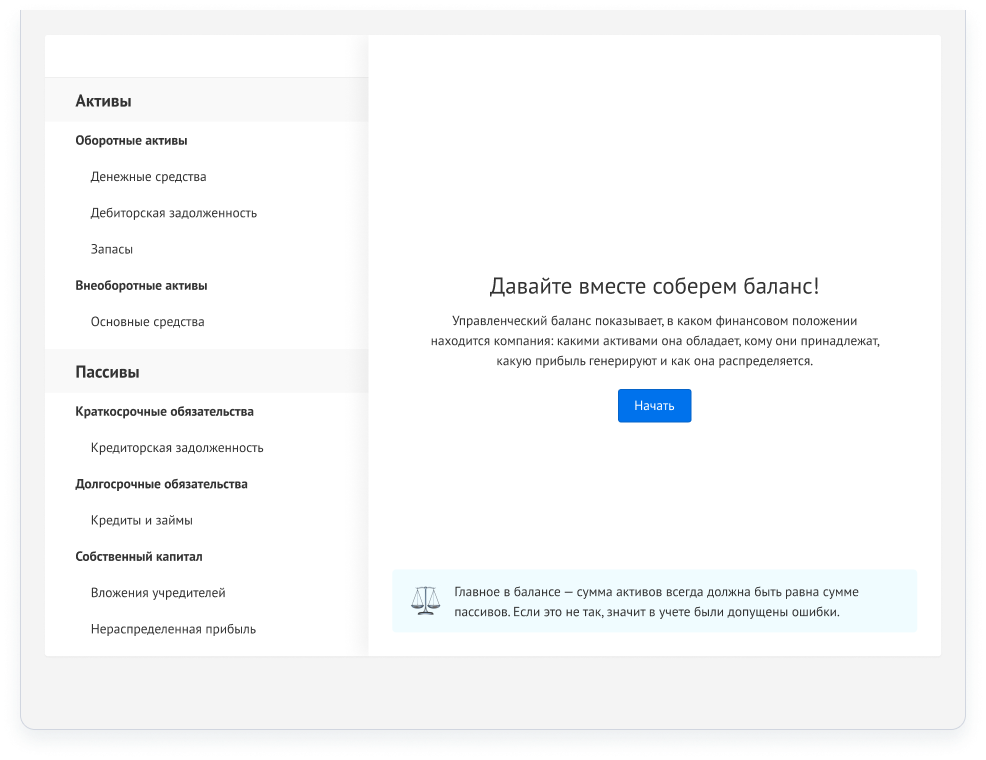 Активы
Оборотные активы
Денежные средства
Дебиторская задолженность
Запасы
Внеоборотные активы
Основные средства
Пассивы
Краткосрочные обязательства
Кредиторская задолженность
Долгосрочные обязательства
Кредиты и займы
Собственный капитал
Вложения учредителей
Нераспределенная прибыль
Давайте вместе соберем баланс!
Управленческий баланс показывает, в каком финансовом положении
находится компания: какими активами она обладает, кому они принадлежат,
какую прибыль генерируют и как она распределяется.
Начать
Главное в балансе — сумма активов всегда должна быть равна сумме
пассивов. Если это не так, значит в учете были допущены ошибки.